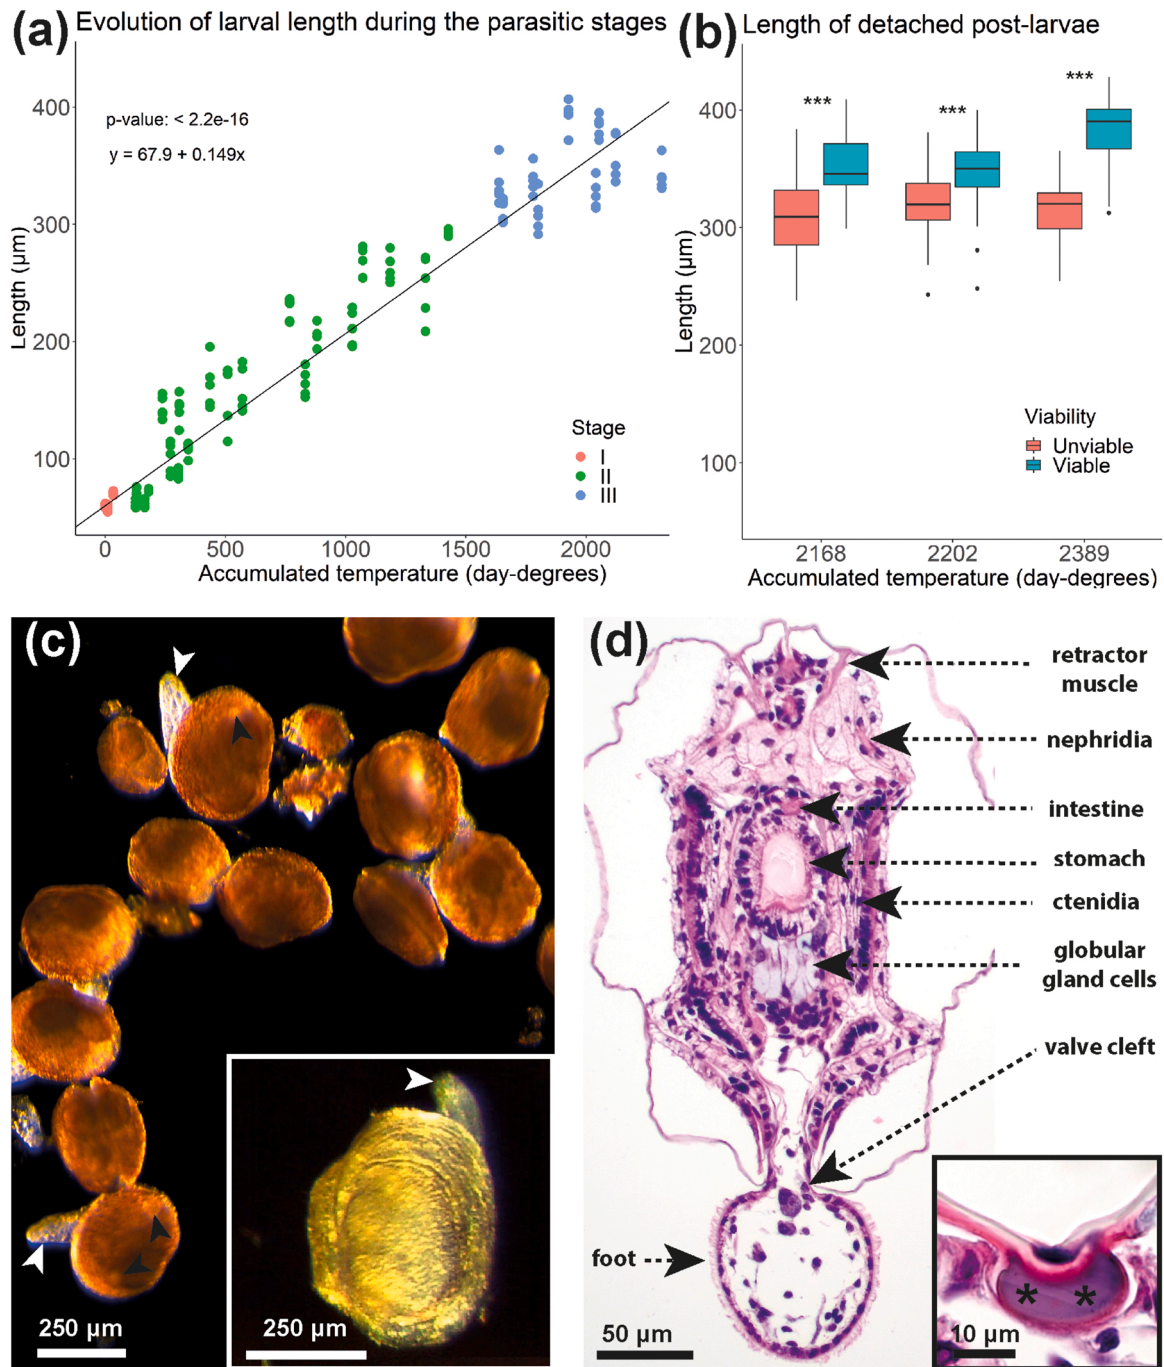 (a) Evolution of larval length during the parasitic stages
p-value: < 2.2e-16
y = 67.9 + 0.149x
Length (µm)
400
300
200
100
Stage
I
II
III
0 500 1000 1500 2000
Accumulated temperature (day-degrees)
(b) Length of detached post-larvae
*** *** ***
Length (µm)
400
300
200
100
Viability
Unviable
Viable
2168 2202 2389
Accumulated temperature (day-degrees)
(c)
250 µm
250 µm
(d)
retractor
muscle
nephridia
intestine
stomach
ctenidia
globular
gland cells
valve cleft
foot
50 µm
* *
10 µm